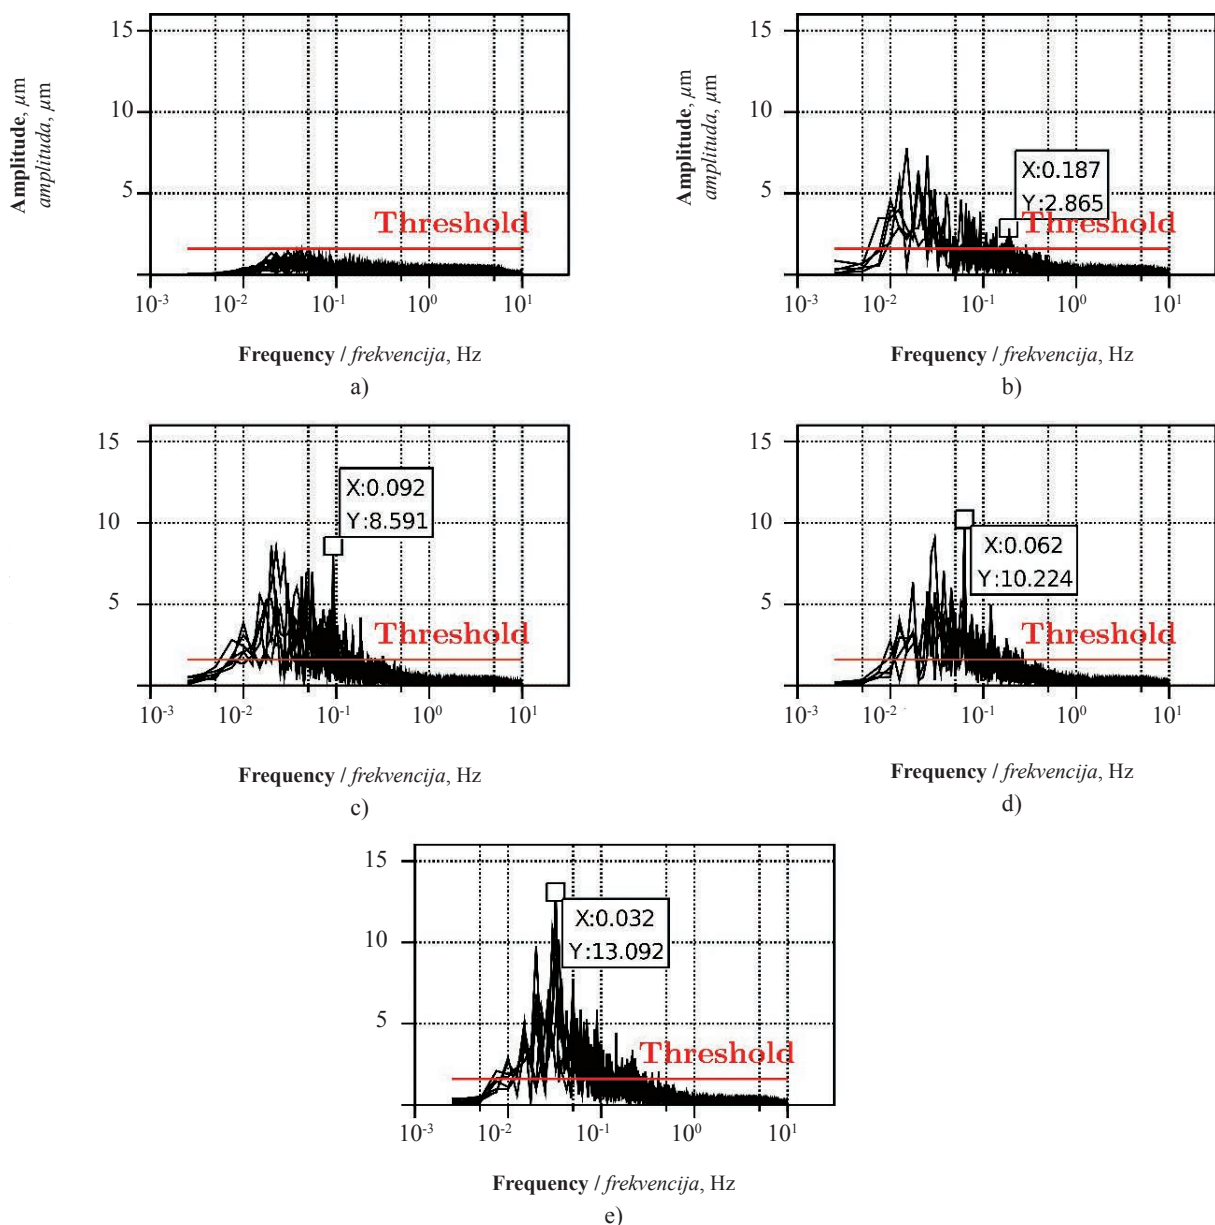 15
10
5
Amplitude, μm
amplituda, μm
Threshold
10⁻³ 10⁻² 10⁻¹ 10⁰ 10¹
Frequency / frekvencija, Hz
a)
15
10
5
Amplitude, μm
amplituda, μm
X:0.187
Y:2.865
Threshold
10⁻³ 10⁻² 10⁻¹ 10⁰ 10¹
Frequency / frekvencija, Hz
b)
15
10
5
X:0.092
Y:8.591
Threshold
10⁻³ 10⁻² 10⁻¹ 10⁰ 10¹
Frequency / frekvencija, Hz
c)
15
10
5
X:0.062
Y:10.224
Threshold
10⁻³ 10⁻² 10⁻¹ 10⁰ 10¹
Frequency / frekvencija, Hz
d)
15
10
5
X:0.032
Y:13.092
Threshold
10⁻³ 10⁻² 10⁻¹ 10⁰ 10¹
Frequency / frekvencija, Hz
e)